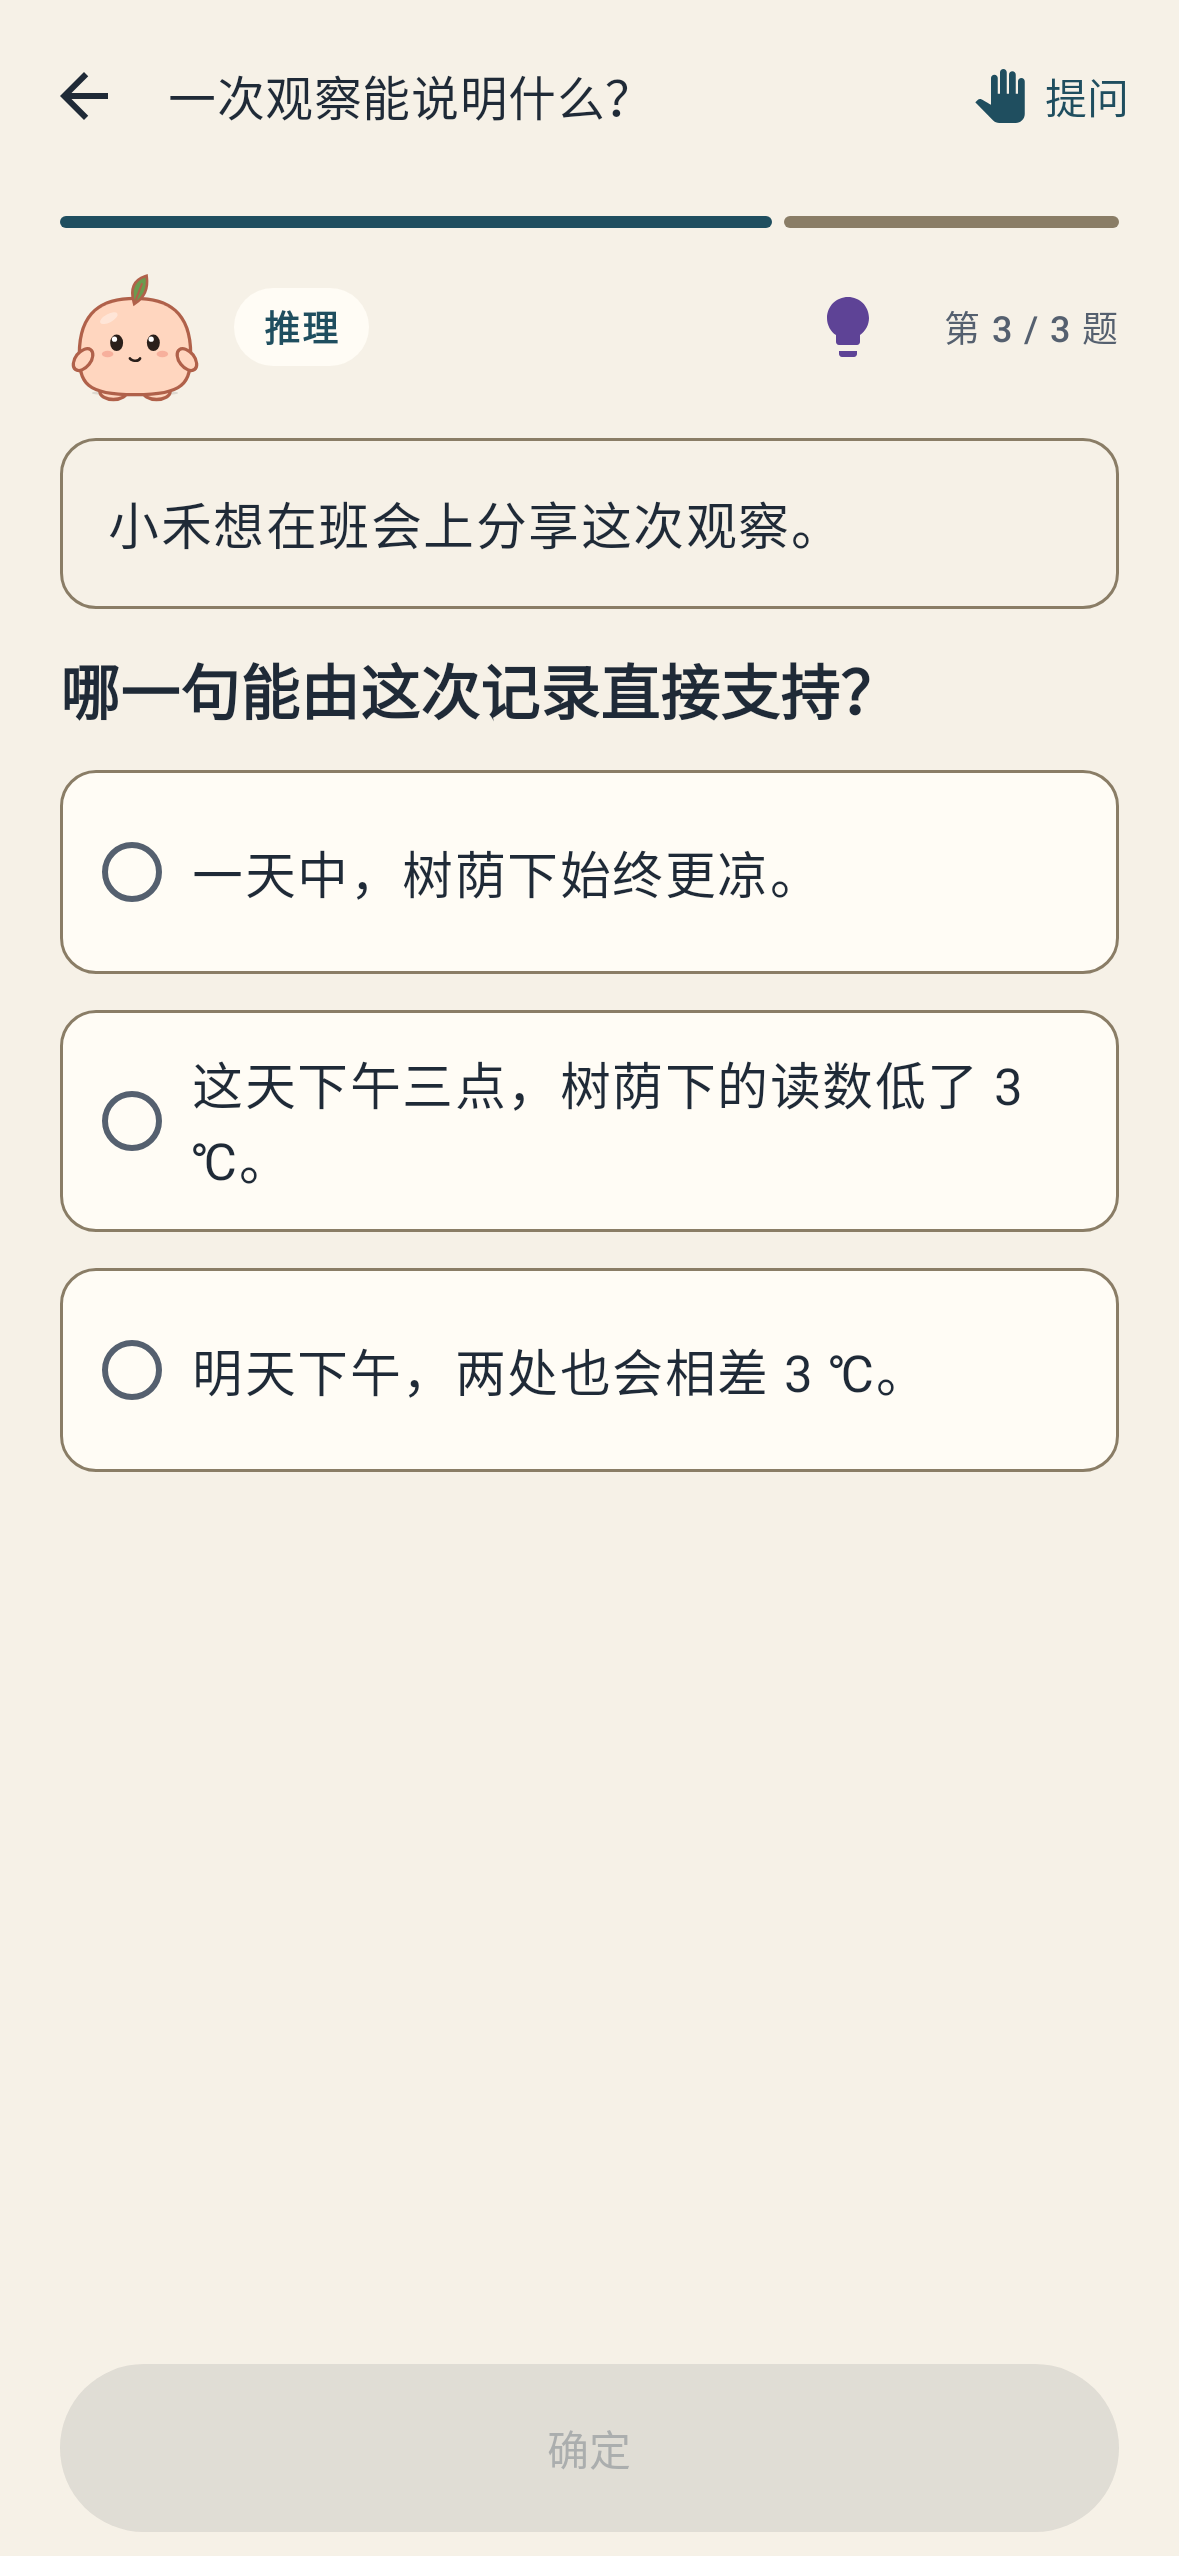 一次观察能说明什么？
提问
推理
第 3 / 3 题
小禾想在班会上分享这次观察。
哪一句能由这次记录直接支持？
一天中，树荫下始终更凉。
这天下午三点，树荫下的读数低了 3
℃。
明天下午，两处也会相差 3 ℃。
确定